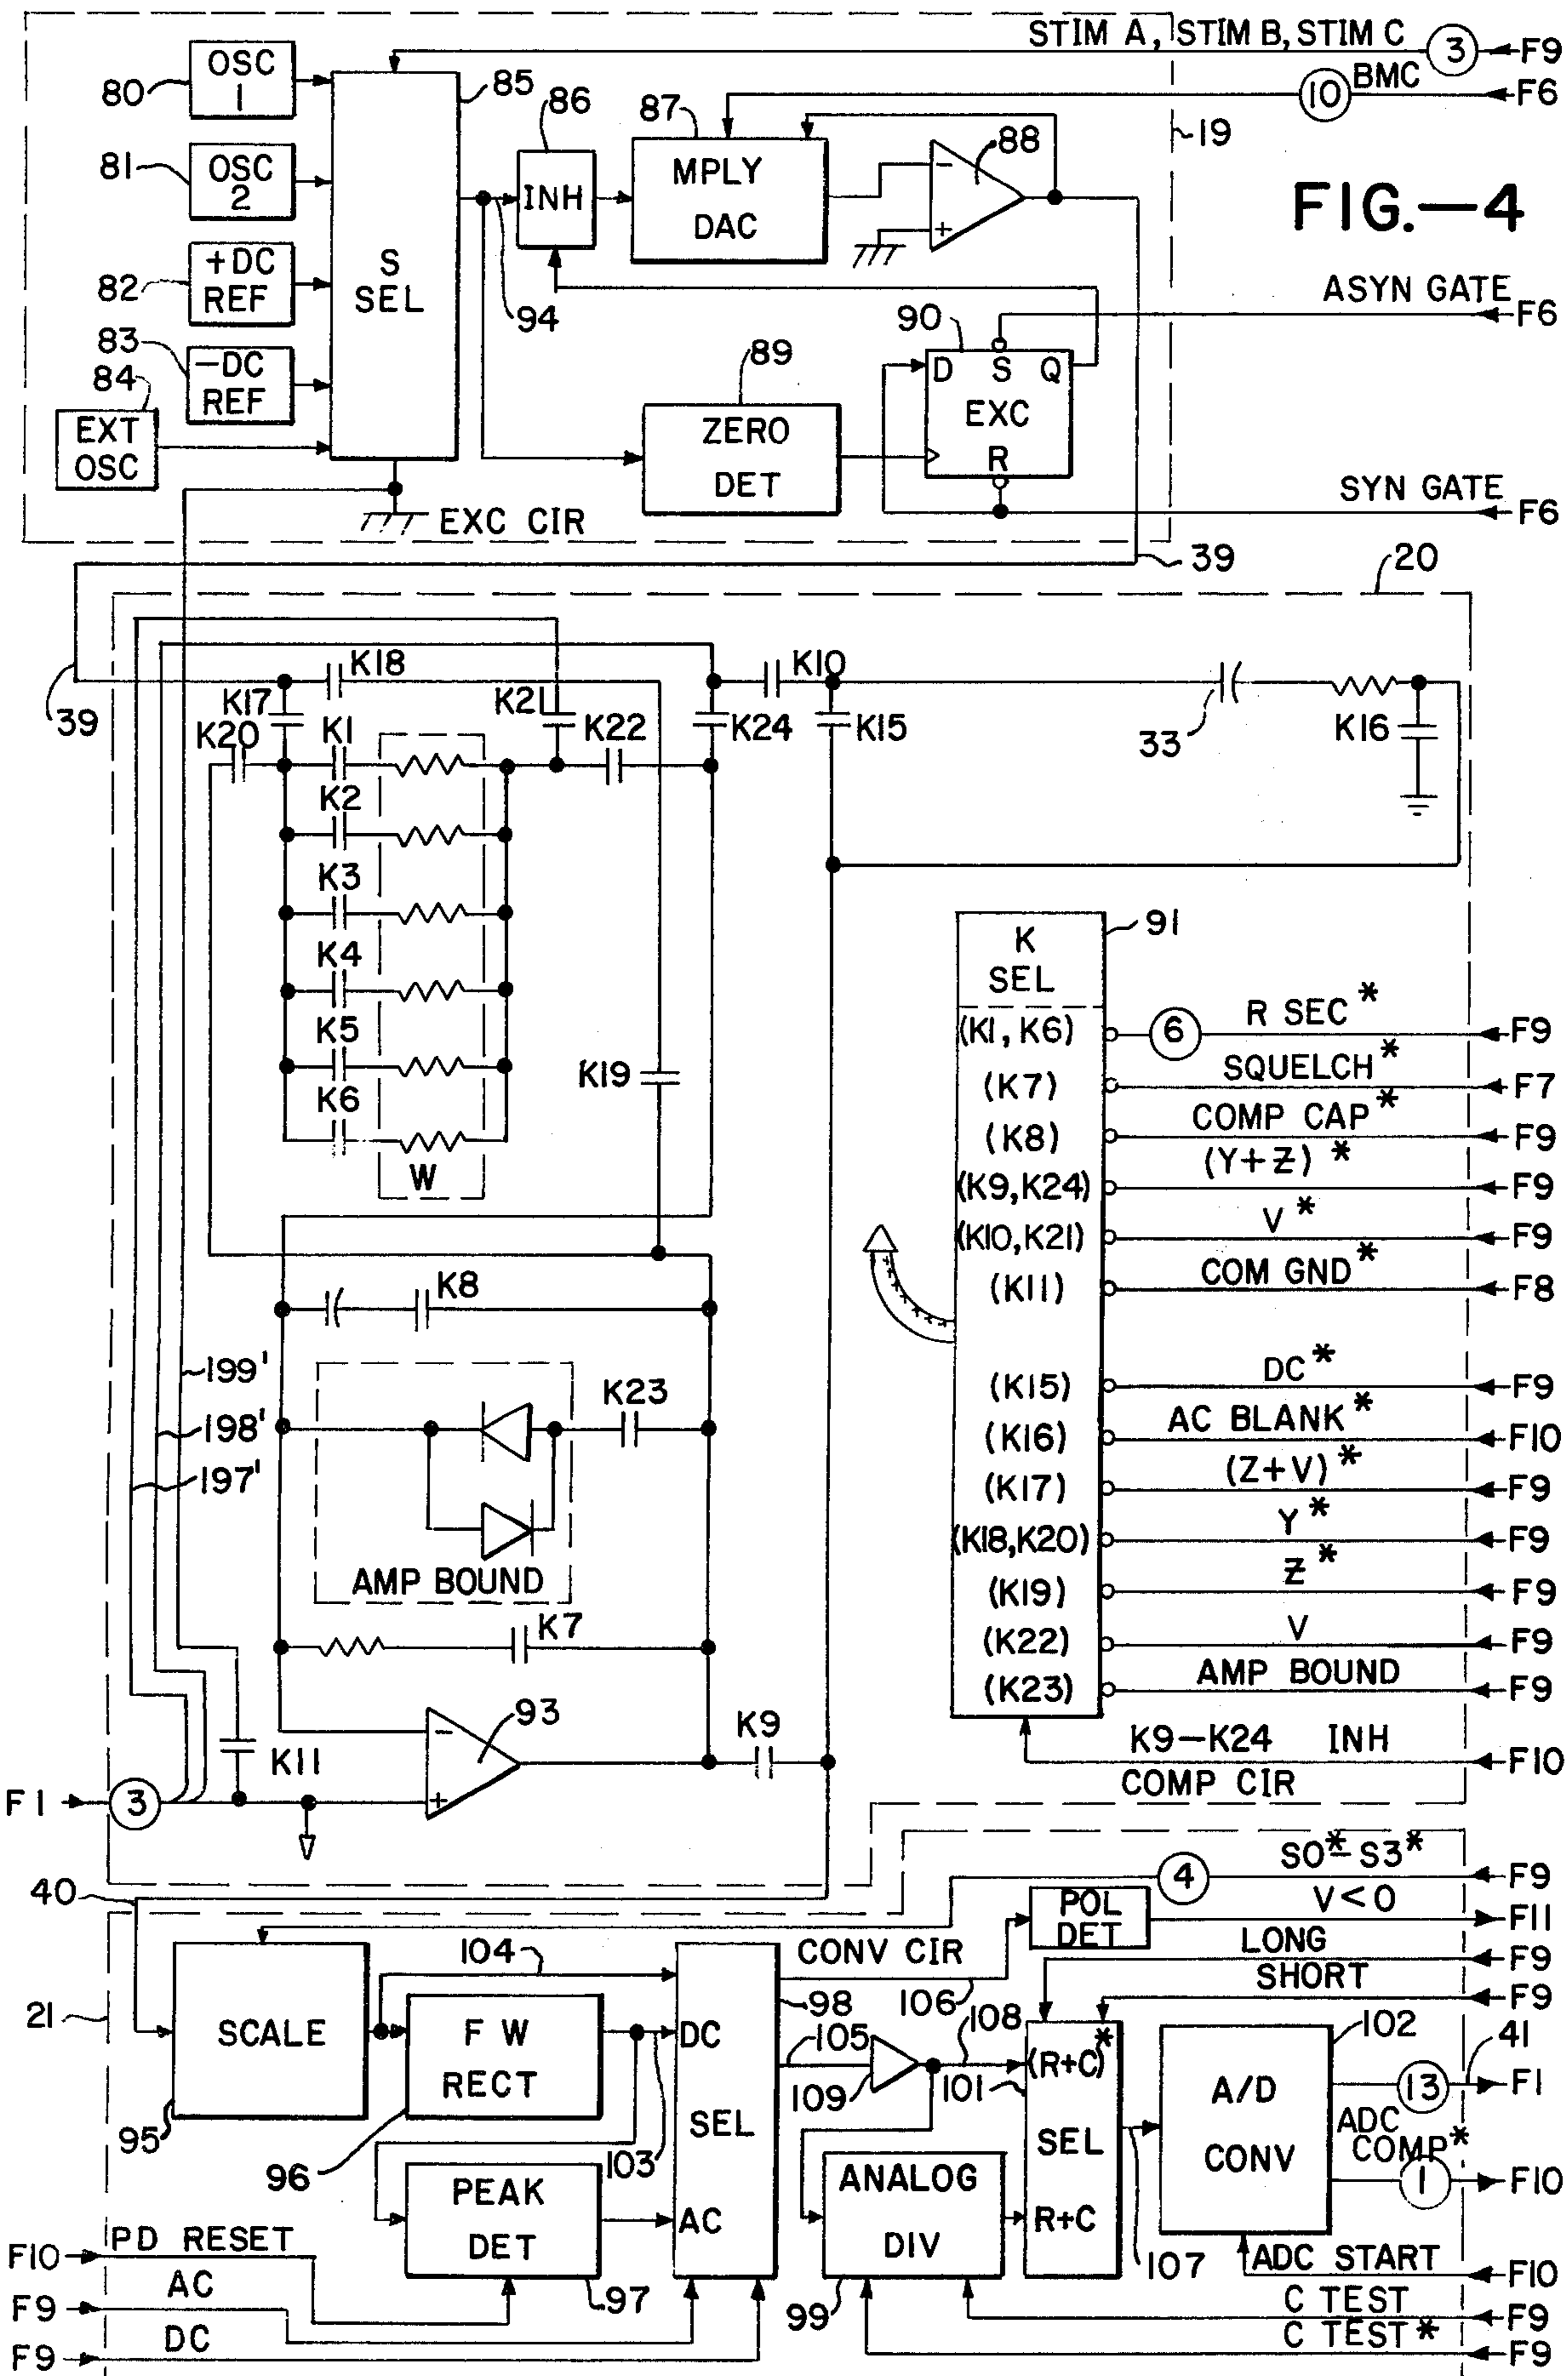 STIM A, STIM B, STIM C 3 F9
10 BMC F6
19
FIG.-4
80 OSC 1
81 OSC 2
82 +DC REF
83 -DC REF
84 EXT OSC
85 S SEL
86 INH
87 MPLY DAC
88 - +
94
ASYN GATE F6
89 ZERO DET
90 D S Q EXC R
SYN GATE F6
EXC CIR
39
20
39
K18
K17
K20
K21
K22
K10
K24
K15
33
K16
K1
K2
K3
K4
K5
K6
W
K19
91
K SEL
(K1, K6) 6 R SEC* F9
(K7) SQUELCH* F7
(K8) COMP CAP* F9
(K9,K24) (Y+Z)* F9
(K10,K21) V* F9
(K11) COM GND* F8
(K15) DC* F9
(K16) AC BLANK* F10
(K17) (Z+V)* F9
(K18,K20) Y* F9
(K19) Z* F9
(K22) V F9
(K23) AMP BOUND F9
K9-K24 INH F10
COMP CIR
K8
199'
198'
197'
K23
AMP BOUND
K7
93
- +
K9
K11
F1 3
40
4 S0*-S3* F9
POL DET V<0 F11
LONG F9
SHORT F9
21
SCALE
95
104
F W RECT
96
103
PEAK DET
97
CONV CIR
98
DC
SEL
AC
106
105
109
108
101
(R+C)*
SEL
R+C
107
ANALOG DIV
99
A/D CONV
102
13 41 F1
ADC COMP* 1 F10
ADC START F10
C TEST F9
C TEST* F9
F10 PD RESET
F9 AC
F9 DC